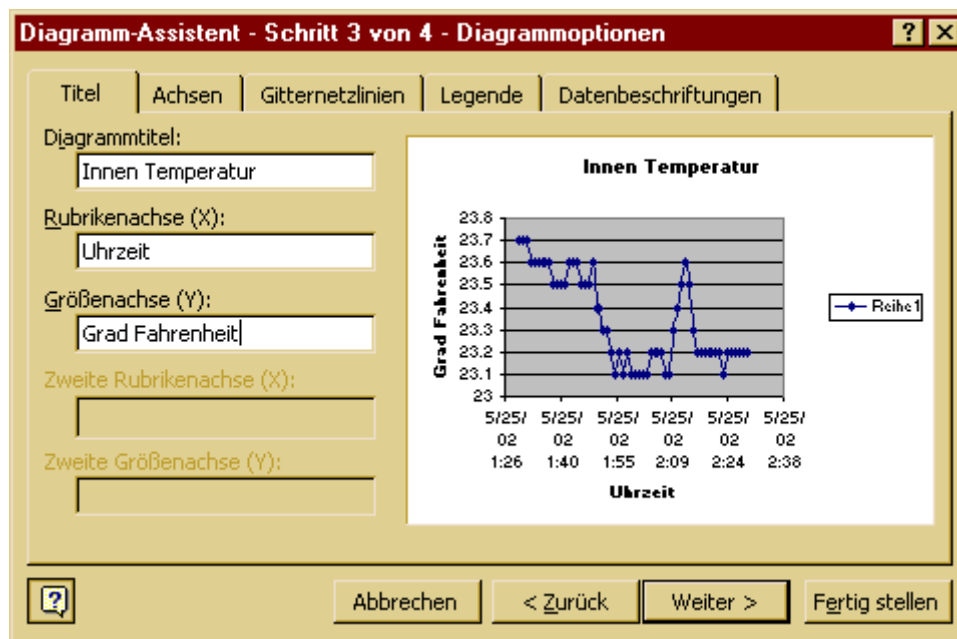 Diagramm-Assistent - Schritt 3 von 4 - Diagrammoptionen
Titel Achsen Gitternetzlinien Legende Datenbeschriftungen
Diagrammtitel:
Innen Temperatur
Rubrikenachse (X):
Uhrzeit
Größenachse (Y):
Grad Fahrenheit
Zweite Rubrikenachse (X):
Zweite Größenachse (Y):
Innen Temperatur
Grad Fahrenheit
23.8
23.7
23.6
23.5
23.4
23.3
23.2
23.1
23
5/25/ 5/25/ 5/25/ 5/25/ 5/25/ 5/25/
02 02 02 02 02 02
1:26 1:40 1:55 2:09 2:24 2:38
Uhrzeit
Reihe1
Abbrechen < Zurück Weiter > Fertig stellen